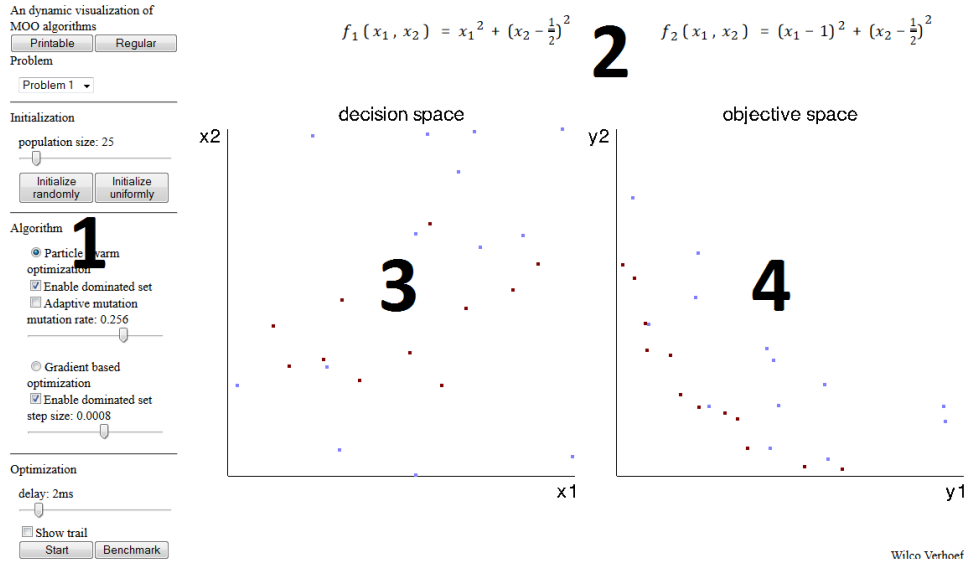 An dynamic visualization of
MOO algorithms
Printable Regular
Problem
Problem 1
Initialization
population size: 25
Initialize randomly Initialize uniformly
Algorithm
1
Particle swarm
optimization
Enable dominated set
Adaptive mutation
mutation rate: 0.256
Gradient based
optimization
Enable dominated set
step size: 0.0008
Optimization
delay: 2ms
Show trail
Start Benchmark
f₁(x₁, x₂) = x₁² + (x₂ − ½)²
2
f₂(x₁, x₂) = (x₁ − 1)² + (x₂ − ½)²
decision space
x2
3
x1
objective space
y2
4
y1
Wilco Verhoef